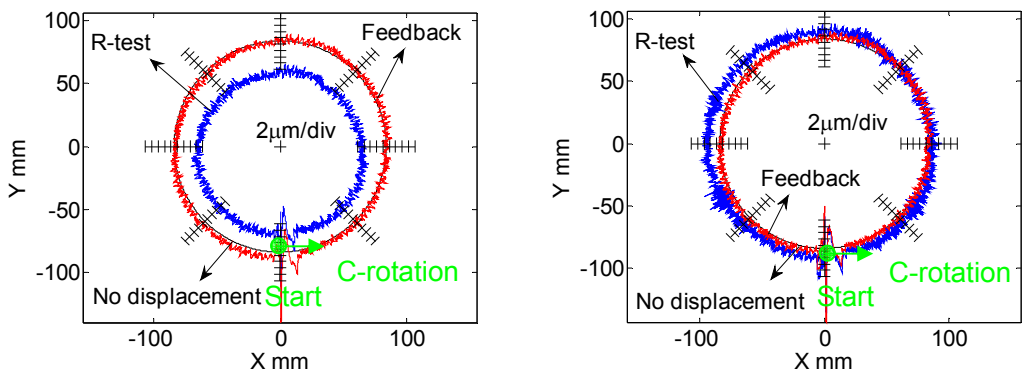 100
50
0
-50
-100
Y mm
R-test
Feedback
2μm/div
No displacement
Start
C-rotation
-100
0
100
X mm
100
50
0
-50
-100
Y mm
R-test
2μm/div
Feedback
No displacement
Start
C-rotation
-100
0
100
X mm